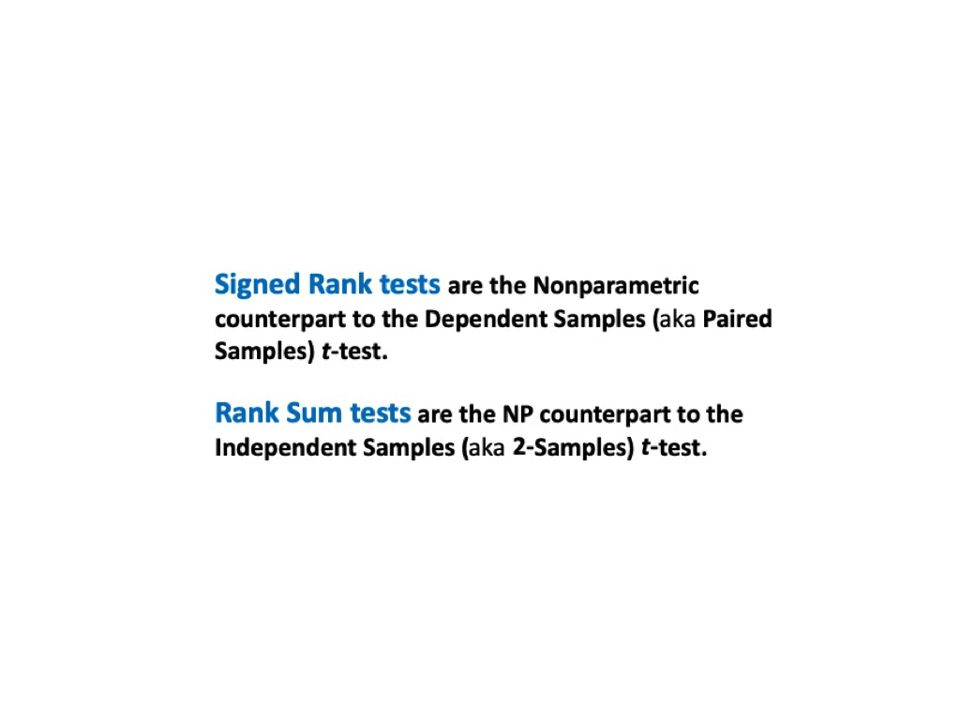 Signed Rank tests are the Nonparametric
counterpart to the Dependent Samples (aka Paired
Samples) t-test.
Rank Sum tests are the NP counterpart to the
Independent Samples (aka 2-Samples) t-test.